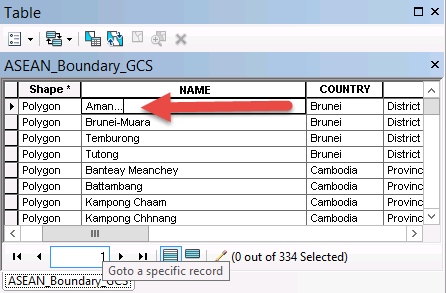 Table
ASEAN_Boundary_GCS
Shape * NAME COUNTRY
Polygon Aman... Brunei District
Polygon Brunei-Muara Brunei District
Polygon Temburong Brunei District
Polygon Tutong Brunei District
Polygon Banteay Meanchey Cambodia Provinc
Polygon Battambang Cambodia Provinc
Polygon Kampong Chaam Cambodia Provinc
Polygon Kampong Chhnang Cambodia Provinc
1 (0 out of 334 Selected)
Goto a specific record
ASEAN_Boundary_GCS